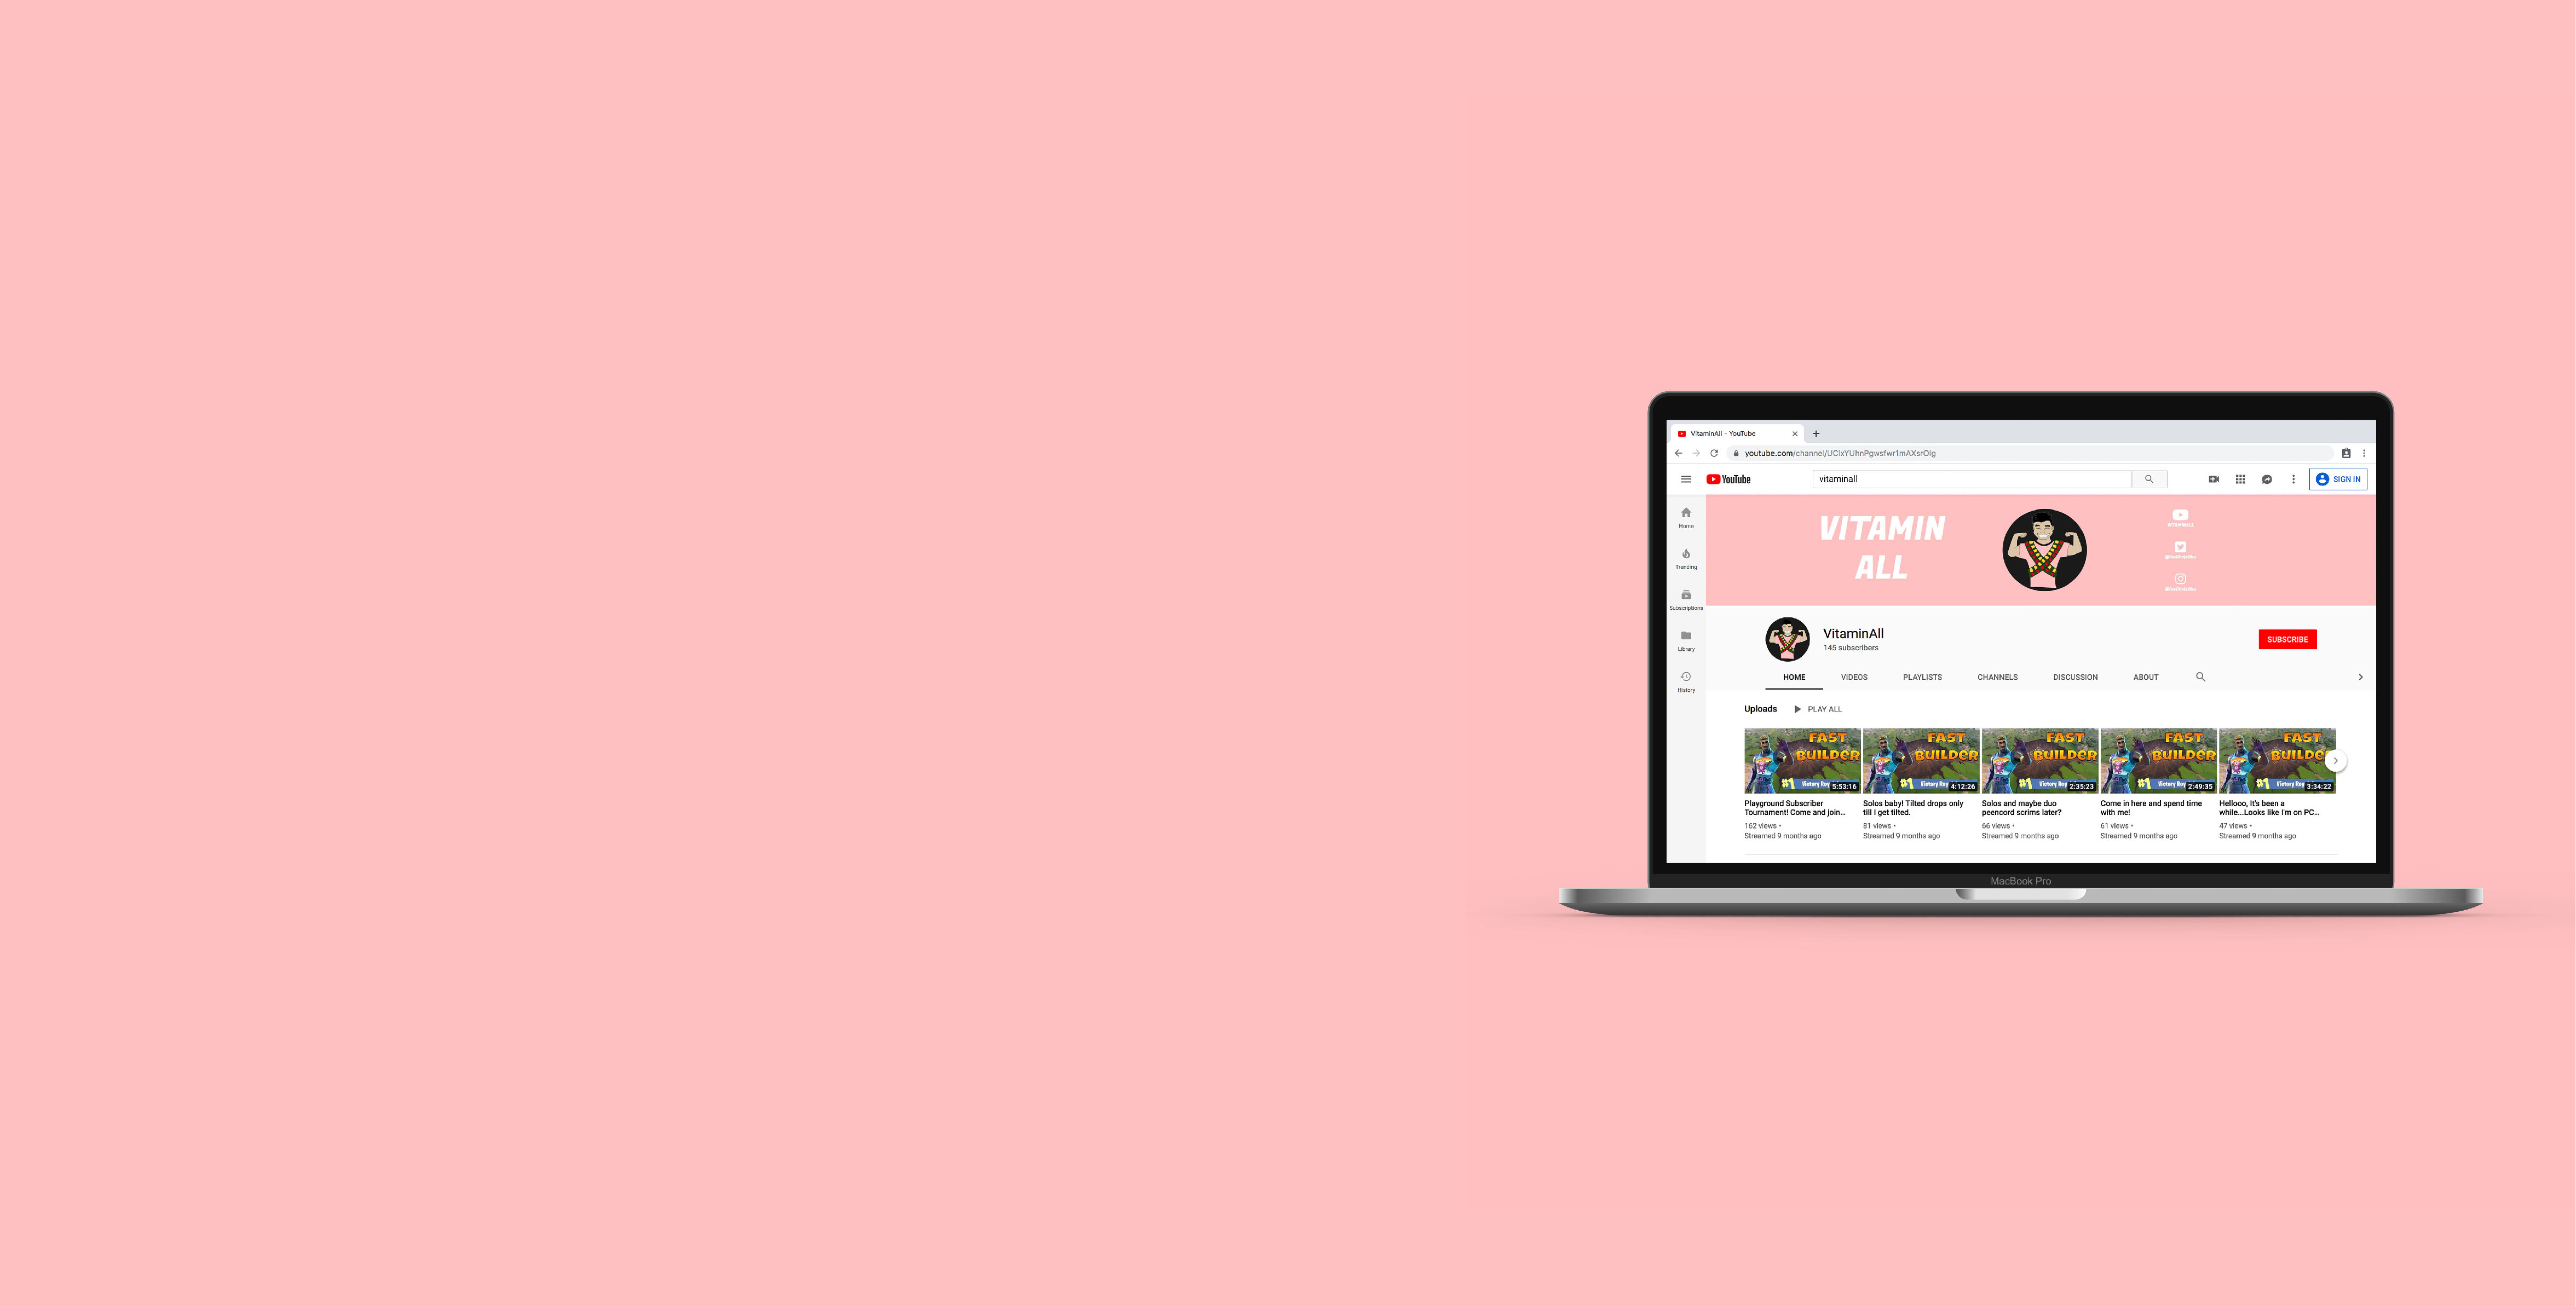 VitaminAll - YouTube
youtube.com/channel/UClxYUhnPgwsfwr1mAXsrOlg
YouTube
vitaminall
SIGN IN
Home
Trending
Subscriptions
Library
History
VITAMIN
ALL
VITAMINALL
VitaminAll
145 subscribers
SUBSCRIBE
HOME VIDEOS PLAYLISTS CHANNELS DISCUSSION ABOUT
Uploads PLAY ALL
FAST
BUILDER
#1 Victory Roy
5:53:16
Playground Subscriber
Tournament! Come and join...
162 views •
Streamed 9 months ago
FAST
BUILDER
#1 Victory Roy
4:12:26
Solos baby! Tilted drops only
till I get tilted.
81 views •
Streamed 9 months ago
FAST
BUILDER
#1 Victory Roy
2:35:23
Solos and maybe duo
peencord scrims later?
66 views •
Streamed 9 months ago
FAST
BUILDER
#1 Victory Roy
2:49:35
Come in here and spend time
with me!
61 views •
Streamed 9 months ago
FAST
BUILDE
#1 Victory Roy
3:34:22
Hellooo, It's been a
while...Looks like I'm on PC...
47 views •
Streamed 9 months ago
MacBook Pro